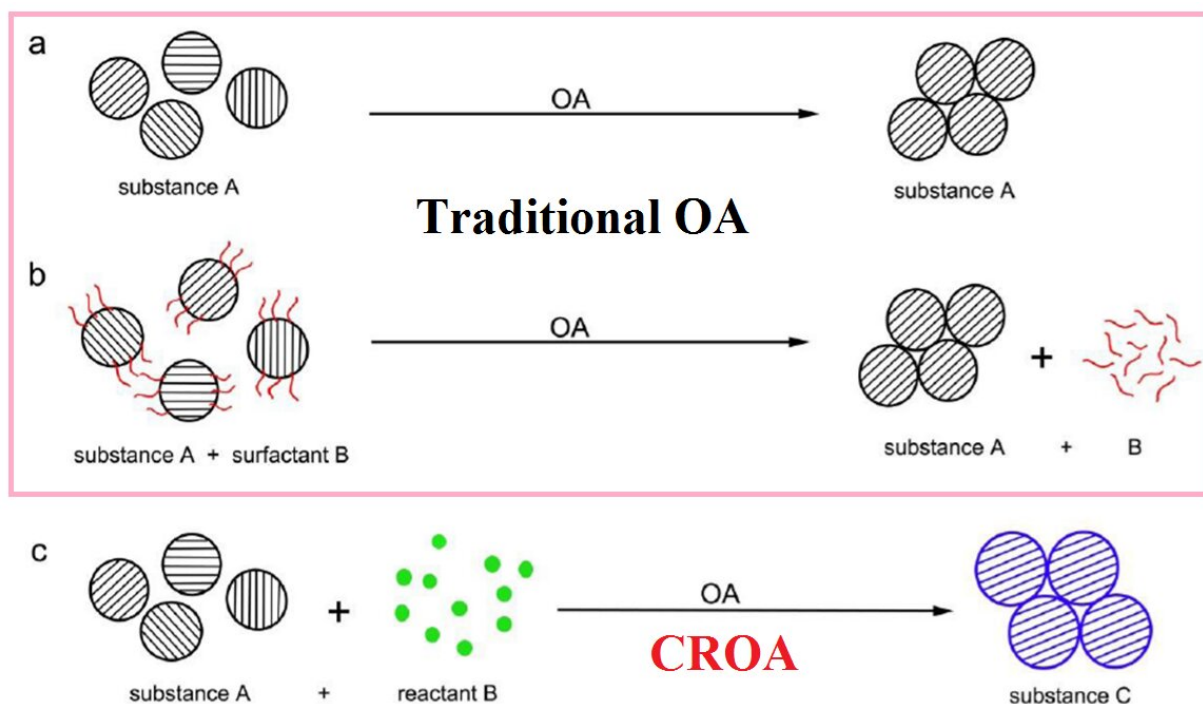 a
OA
substance A
substance A
Traditional OA
b
OA
+
substance A + surfactant B
substance A + B
c
+
OA
CROA
substance A + reactant B
substance C